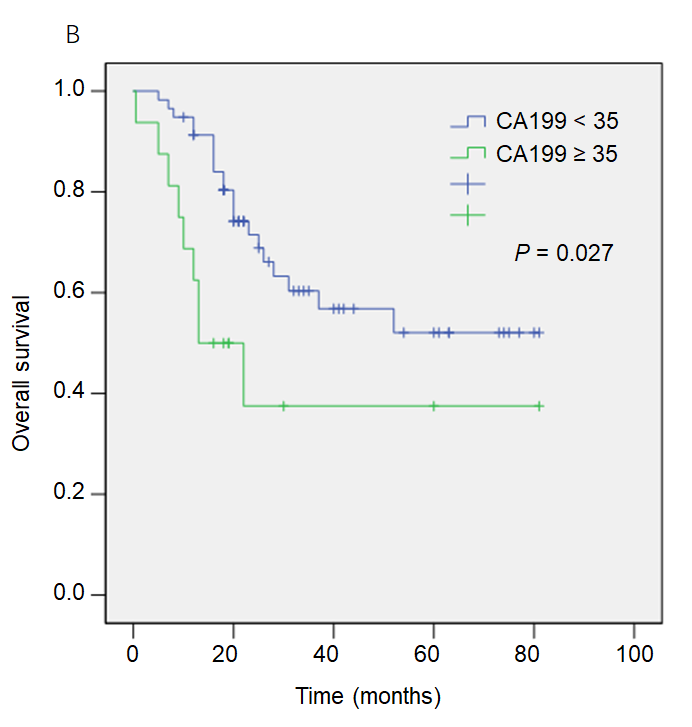 B
1.0
0.8
0.6
0.4
0.2
0.0
Overall survival
CA199 < 35
CA199 ≥ 35
P = 0.027
0 20 40 60 80 100
Time (months)